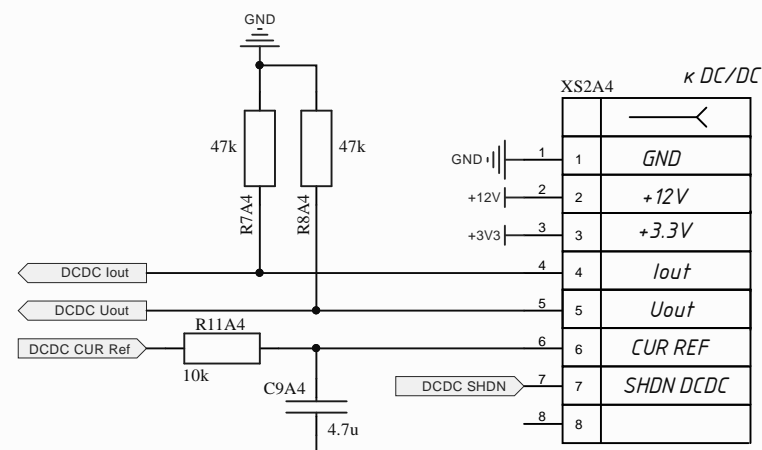 GND
к DC/DC
XS2A4
47k
47k
R7A4
R8A4
GND 1 1 GND
+12V 2 2 +12V
+3V3 3 3 +3.3V
DCDC Iout 4 4 Iout
DCDC Uout 5 5 Uout
R11A4
DCDC CUR Ref 6 6 CUR REF
10k
C9A4
DCDC SHDN 7 7 SHDN DCDC
4.7u
8 8